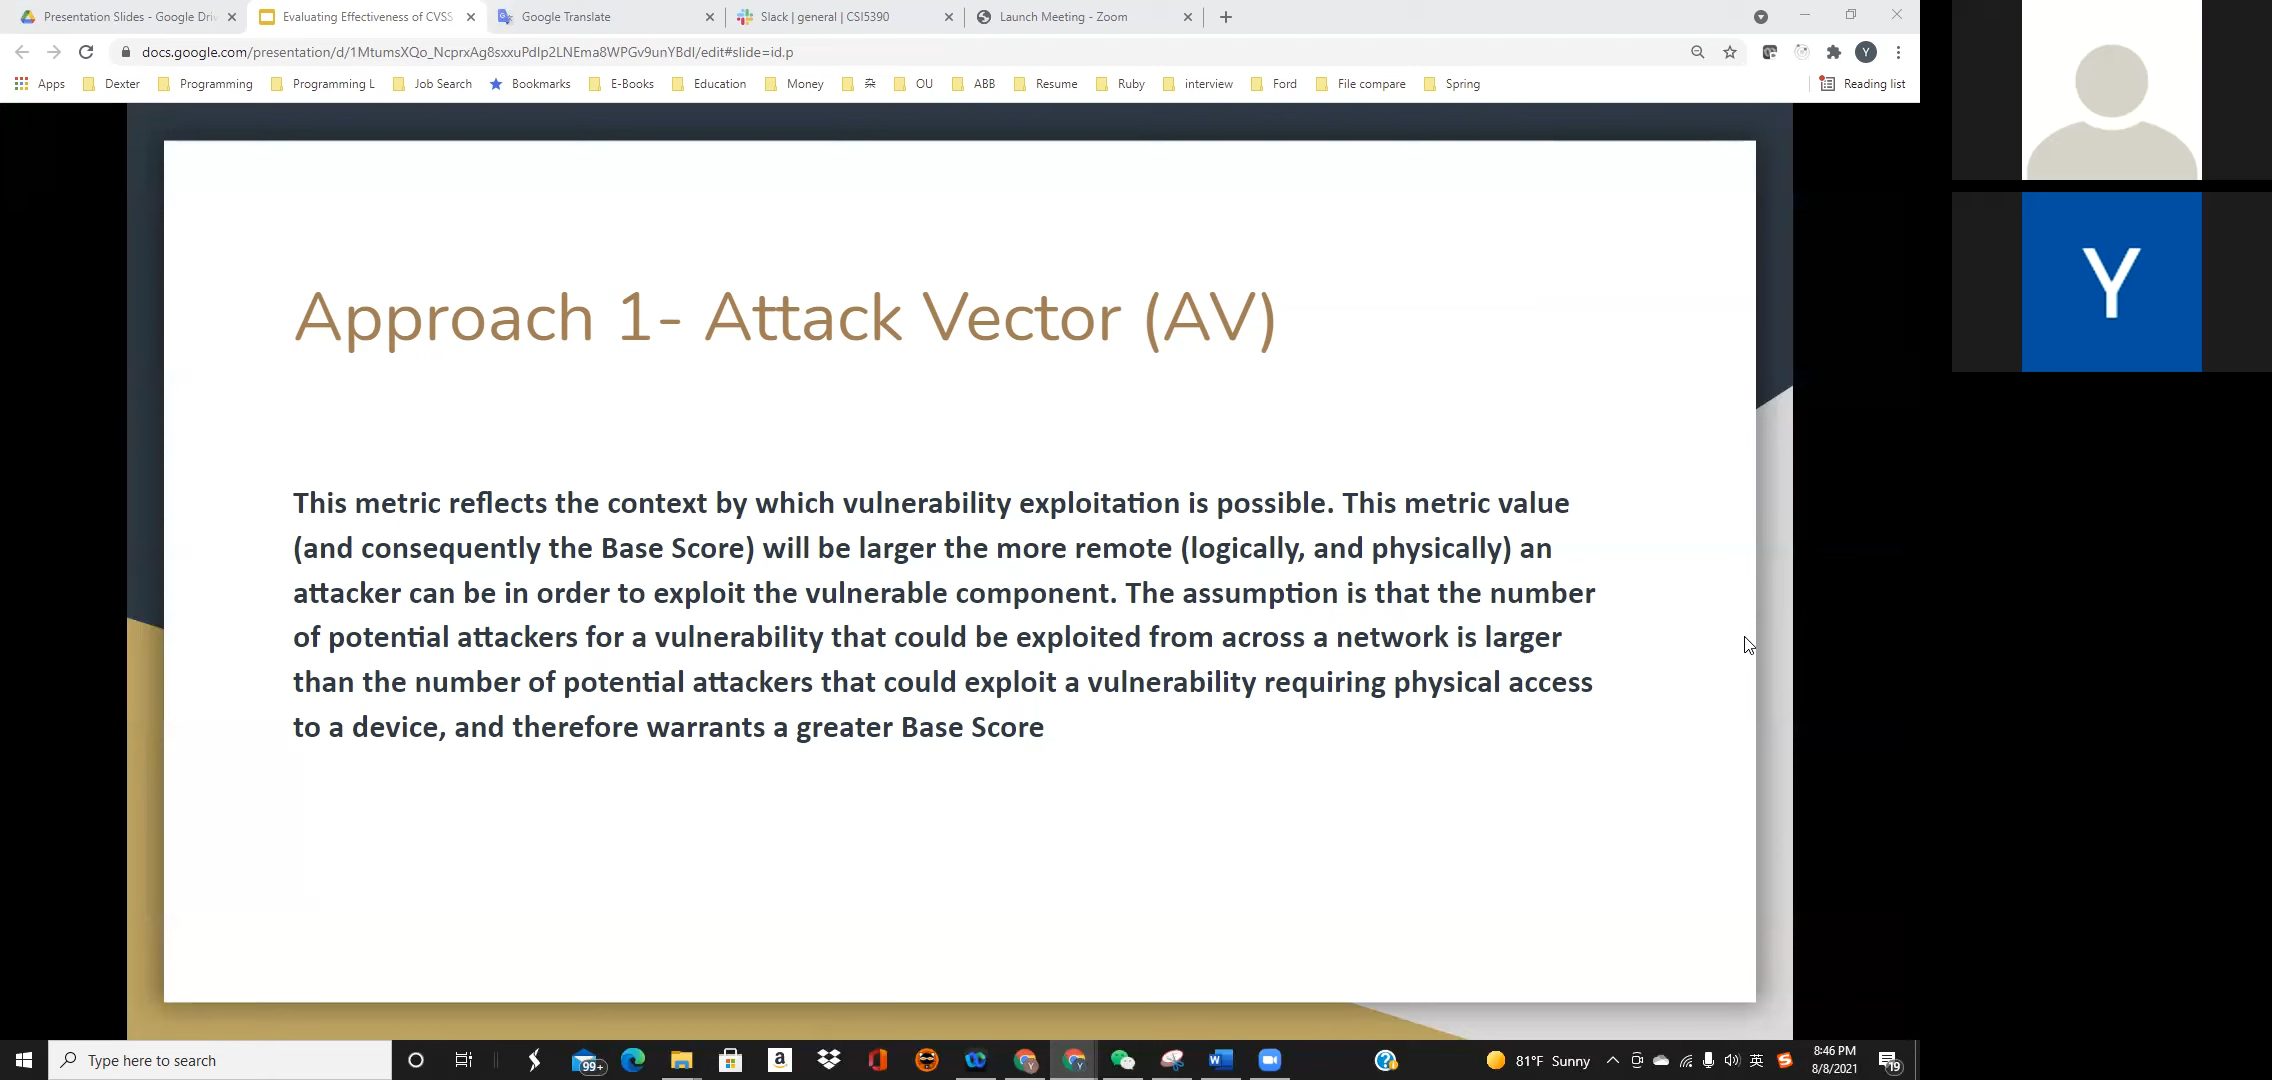 Presentation Slides - Google Driv
Evaluating Effectiveness of CVSS
Google Translate
Slack | general | CSI5390
Launch Meeting - Zoom
docs.google.com/presentation/d/1MtumsXQo_NcprxAg8sxxuPdlp2LNEma8WPGv9unYBdI/edit#slide=id.p
Y
Apps Dexter Programming Programming L Job Search Bookmarks E-Books Education Money 杂 OU ABB Resume Ruby interview Ford File compare Spring Reading list
Approach 1- Attack Vector (AV)
This metric reflects the context by which vulnerability exploitation is possible. This metric value
(and consequently the Base Score) will be larger the more remote (logically, and physically) an
attacker can be in order to exploit the vulnerable component. The assumption is that the number
of potential attackers for a vulnerability that could be exploited from across a network is larger
than the number of potential attackers that could exploit a vulnerability requiring physical access
to a device, and therefore warrants a greater Base Score
Y
Type here to search
99+
81°F Sunny
英
8:46 PM
8/8/2021
19